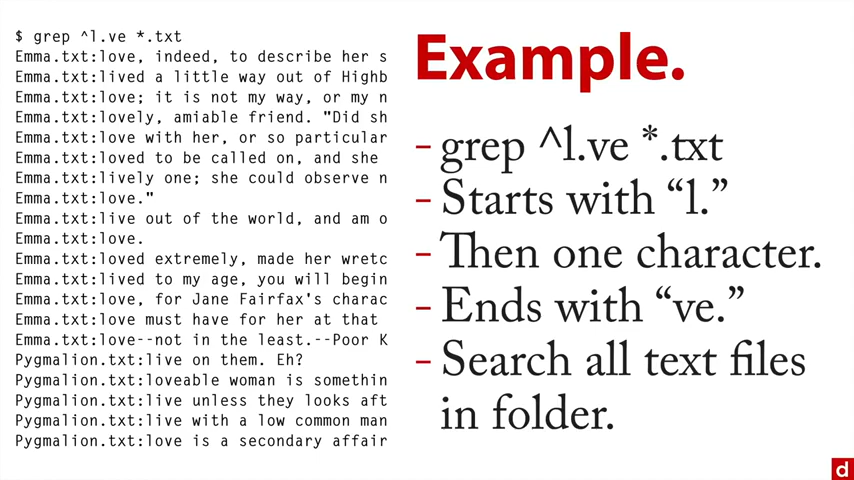 $ grep ^l.ve *.txt
Emma.txt:love, indeed, to describe her s
Emma.txt:lived a little way out of Highb
Emma.txt:love; it is not my way, or my n
Emma.txt:lovely, amiable friend. "Did sh
Emma.txt:love with her, or so particular
Emma.txt:loved to be called on, and she
Emma.txt:lively one; she could observe n
Emma.txt:love."
Emma.txt:live out of the world, and am o
Emma.txt:love.
Emma.txt:loved extremely, made her wretc
Emma.txt:lived to my age, you will begin
Emma.txt:love, for Jane Fairfax's charac
Emma.txt:love must have for her at that
Emma.txt:love--not in the least.--Poor K
Pygmalion.txt:live on them. Eh?
Pygmalion.txt:loveable woman is somethin
Pygmalion.txt:live unless they looks aft
Pygmalion.txt:live with a low common man
Pygmalion.txt:love is a secondary affair
Example.
– grep ^l.ve *.txt
– Starts with “l.”
– Then one character.
– Ends with “ve.”
– Search all text files
in folder.
d